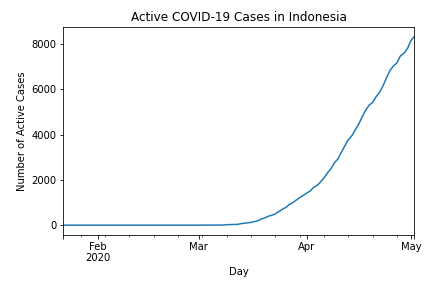 Active COVID-19 Cases in Indonesia
8000
6000
4000
2000
0
Number of Active Cases
Feb
2020
Mar
Apr
May
Day